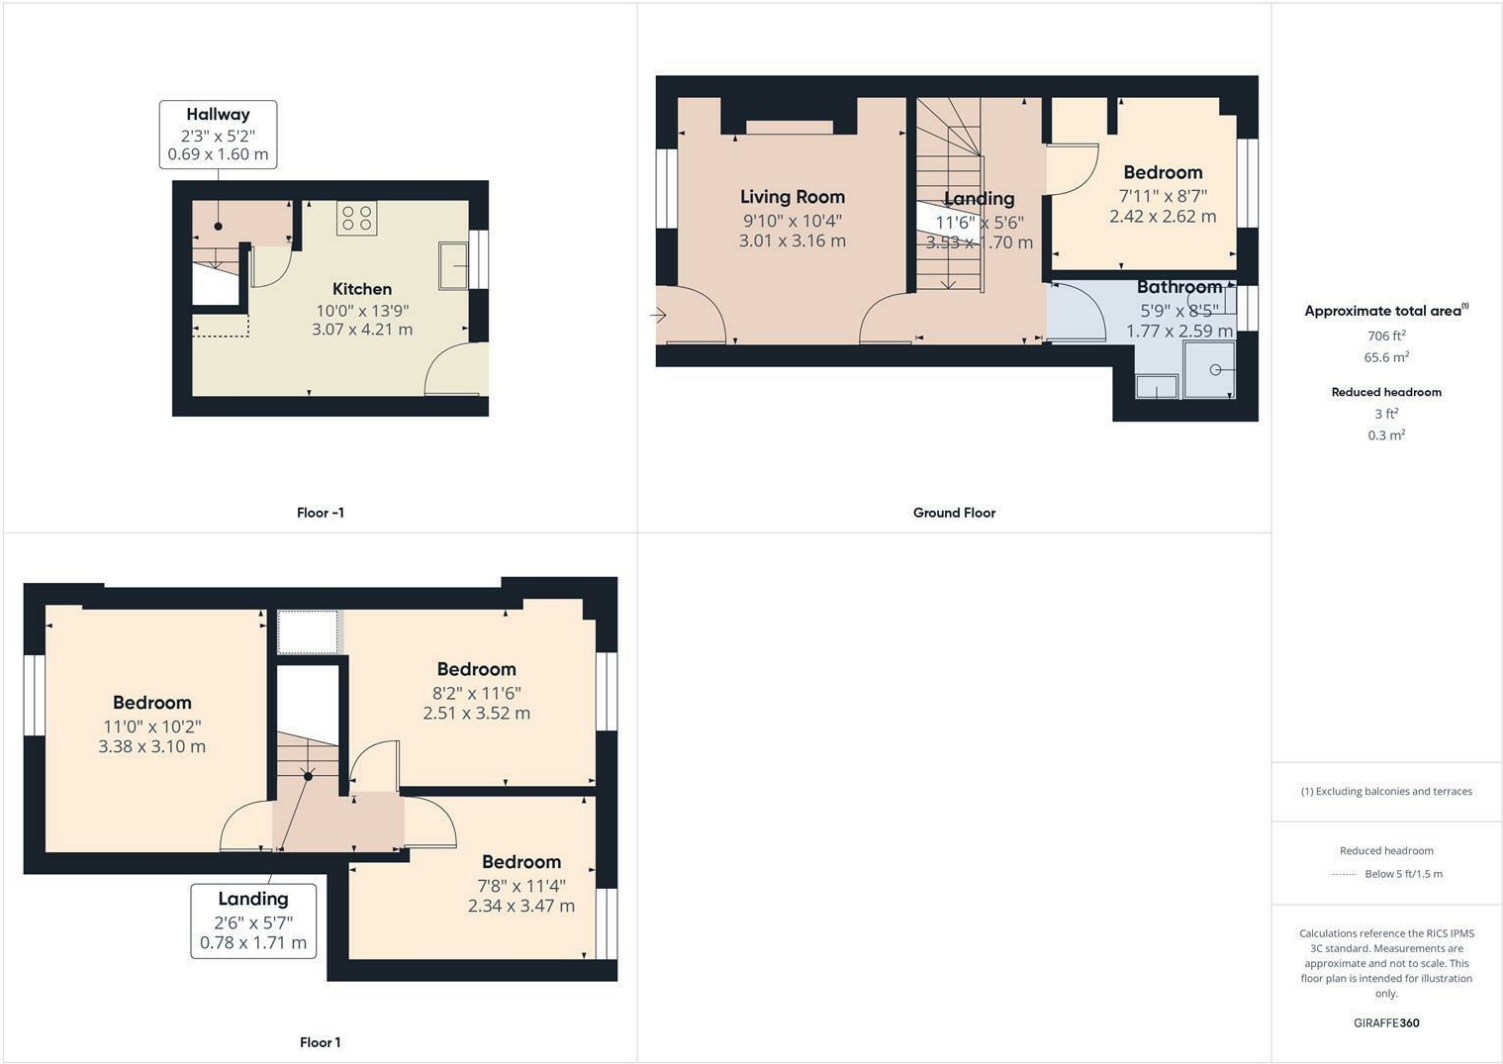 Hallway
2'3" x 5'2"
0.69 x 1.60 m
Kitchen
10'0" x 13'9"
3.07 x 4.21 m
Floor -1
Living Room
9'10" x 10'4"
3.01 x 3.16 m
Landing
11'6" x 5'6"
3.53 x 1.70 m
Bedroom
7'11" x 8'7"
2.42 x 2.62 m
Bathroom
5'9" x 8'5"
1.77 x 2.59 m
Ground Floor
Bedroom
11'0" x 10'2"
3.38 x 3.10 m
Bedroom
8'2" x 11'6"
2.51 x 3.52 m
Bedroom
7'8" x 11'4"
2.34 x 3.47 m
Landing
2'6" x 5'7"
0.78 x 1.71 m
Floor 1
Approximate total area(1)
706 ft²
65.6 m²
Reduced headroom
3 ft²
0.3 m²
(1) Excluding balconies and terraces
Reduced headroom
Below 5 ft/1.5 m
Calculations reference the RICS IPMS
3C standard. Measurements are
approximate and not to scale. This
floor plan is intended for illustration
only.
GIRAFFE360